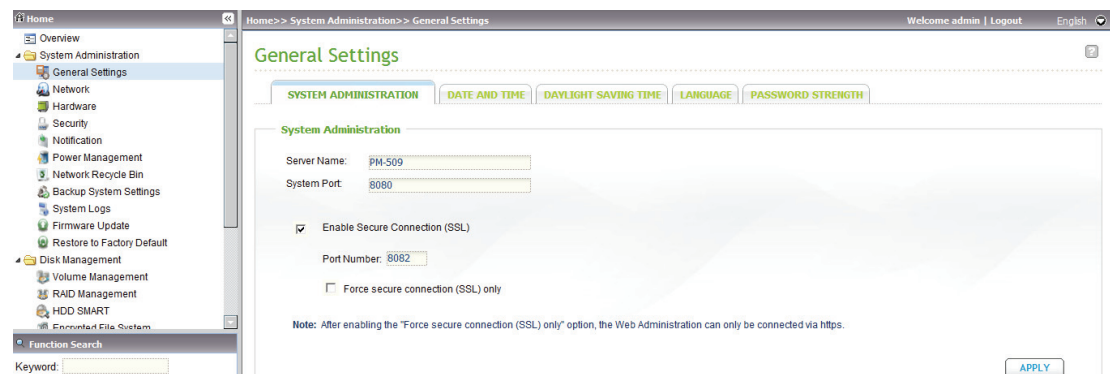 Home
Home>> System Administration>> General Settings
Welcome admin | Logout
English
Overview
System Administration
General Settings
Network
Hardware
Security
Notification
Power Management
Network Recycle Bin
Backup System Settings
System Logs
Firmware Update
Restore to Factory Default
Disk Management
Volume Management
RAID Management
HDD SMART
Encrypted File System
Function Search
Keyword:
General Settings
?
SYSTEM ADMINISTRATION
DATE AND TIME
DAYLIGHT SAVING TIME
LANGUAGE
PASSWORD STRENGTH
System Administration
Server Name: PM-509
System Port: 8080
Enable Secure Connection (SSL)
Port Number: 8082
Force secure connection (SSL) only
Note: After enabling the "Force secure connection (SSL) only" option, the Web Administration can only be connected via https.
APPLY